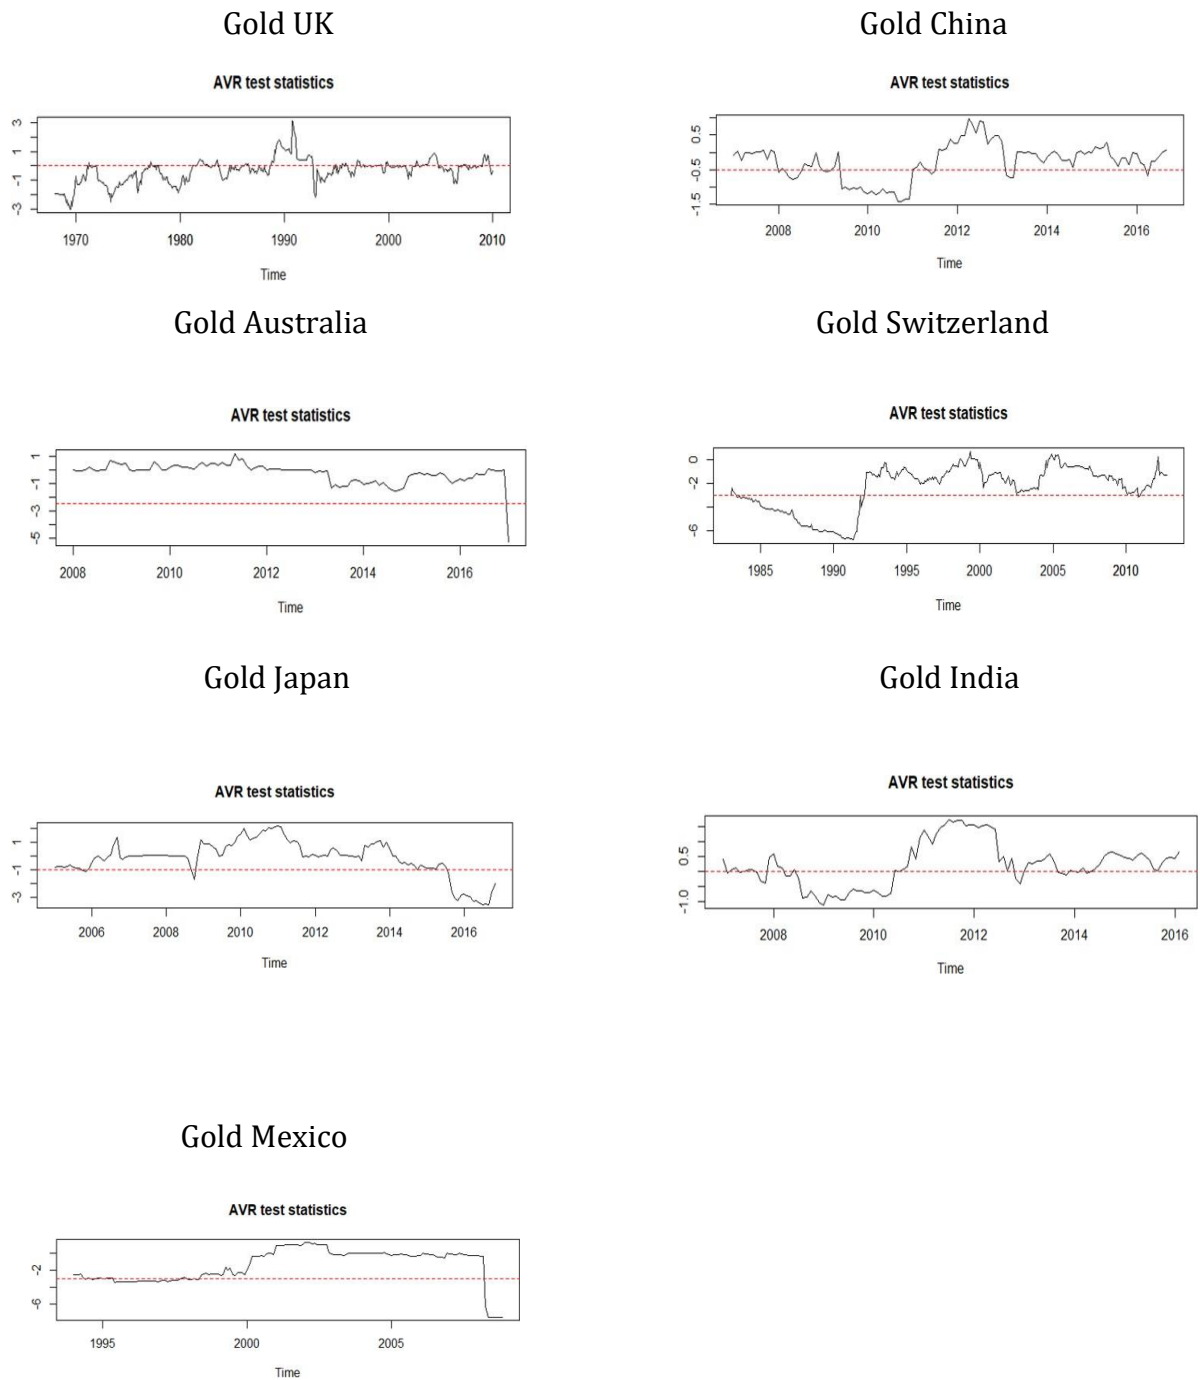 Gold UK
AVR test statistics
3
1
-1
-3
1970 1980 1990 2000 2010
Time
Gold China
AVR test statistics
0.5
-0.5
-1.5
2008 2010 2012 2014 2016
Time
Gold Australia
AVR test statistics
1
-1
-3
-5
2008 2010 2012 2014 2016
Time
Gold Switzerland
AVR test statistics
0
-2
-6
1985 1990 1995 2000 2005 2010
Time
Gold Japan
AVR test statistics
1
-1
-3
2006 2008 2010 2012 2014 2016
Time
Gold India
AVR test statistics
0.5
-1.0
2008 2010 2012 2014 2016
Time
Gold Mexico
AVR test statistics
-2
-6
1995 2000 2005
Time